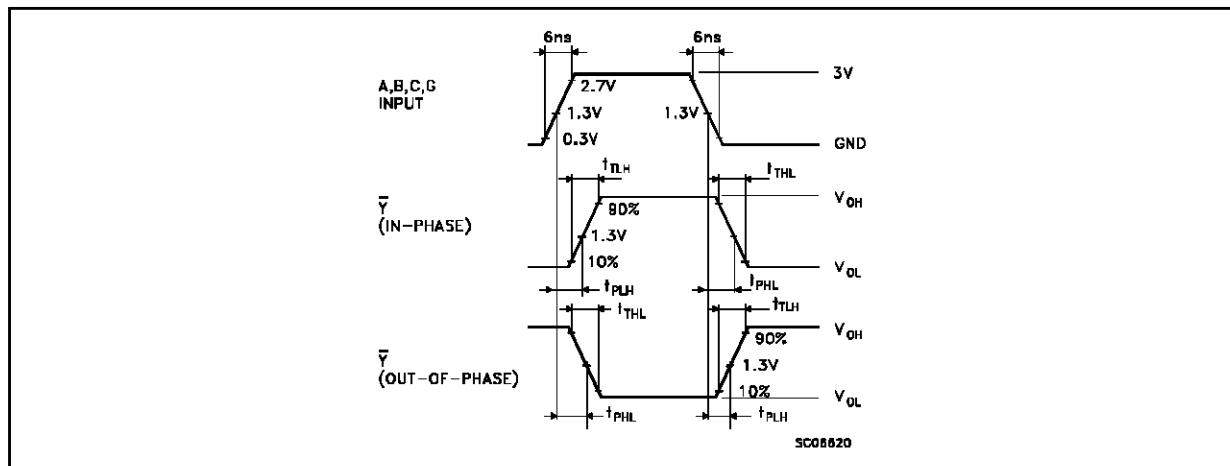 6ns 6ns
3V
A,B,C,G
INPUT
2.7V
1.3V 1.3V
0.3V
GND
tTLH tTHL
VOH
Y̅
(IN-PHASE)
90%
1.3V
10%
VOL
tPLH tPHL
tTHL tTLH
VOH
90%
Y̅
(OUT-OF-PHASE)
1.3V
10%
VOL
tPHL tPLH
SC08620